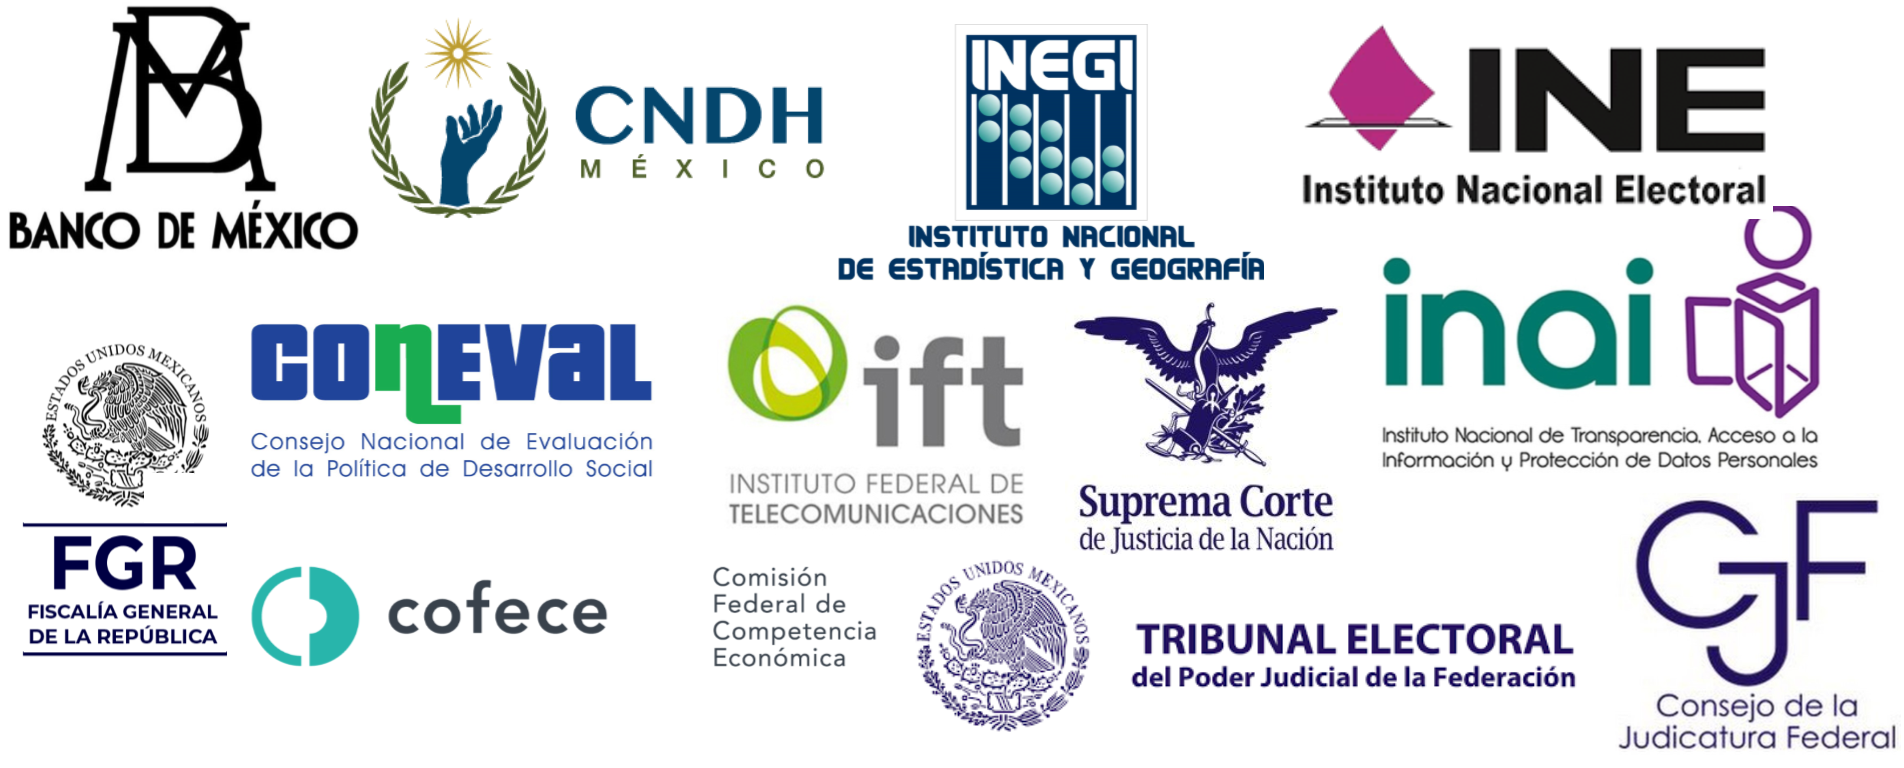 BM
BANCO DE MÉXICO
CNDH
MÉXICO
INEGI
INSTITUTO NACIONAL
DE ESTADÍSTICA Y GEOGRAFÍA
INE
Instituto Nacional Electoral
inai
Instituto Nacional de Transparencia, Acceso a la
Información y Protección de Datos Personales
ESTADOS UNIDOS MEXICANOS
FGR
FISCALÍA GENERAL
DE LA REPÚBLICA
CONEVAL
Consejo Nacional de Evaluación
de la Política de Desarrollo Social
ift
INSTITUTO FEDERAL DE
TELECOMUNICACIONES
Suprema Corte
de Justicia de la Nación
cofece
Comisión
Federal de
Competencia
Económica
ESTADOS UNIDOS MEXICANOS
TRIBUNAL ELECTORAL
del Poder Judicial de la Federación
CJF
Consejo de la
Judicatura Federal